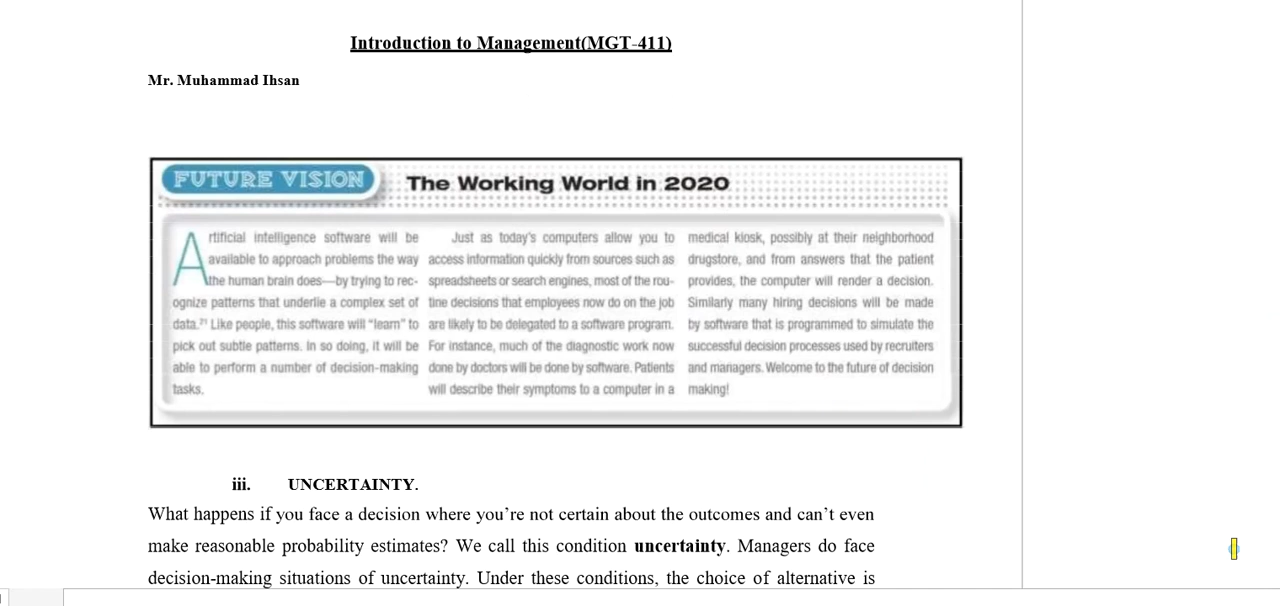 Introduction to Management(MGT-411)
Mr. Muhammad Ihsan
FUTURE VISION
The Working World in 2020
Artificial intelligence software will be
available to approach problems the way
the human brain does—by trying to rec-
ognize patterns that underlie a complex set of
data.²¹ Like people, this software will "learn" to
pick out subtle patterns. In so doing, it will be
able to perform a number of decision-making
tasks.
Just as today's computers allow you to
access information quickly from sources such as
spreadsheets or search engines, most of the rou-
tine decisions that employees now do on the job
are likely to be delegated to a software program.
For instance, much of the diagnostic work now
done by doctors will be done by software. Patients
will describe their symptoms to a computer in a
medical kiosk, possibly at their neighborhood
drugstore, and from answers that the patient
provides, the computer will render a decision.
Similarly many hiring decisions will be made
by software that is programmed to simulate the
successful decision processes used by recruiters
and managers. Welcome to the future of decision
making!
iii. UNCERTAINTY.
What happens if you face a decision where you're not certain about the outcomes and can't even
make reasonable probability estimates? We call this condition uncertainty. Managers do face
decision-making situations of uncertainty. Under these conditions, the choice of alternative is